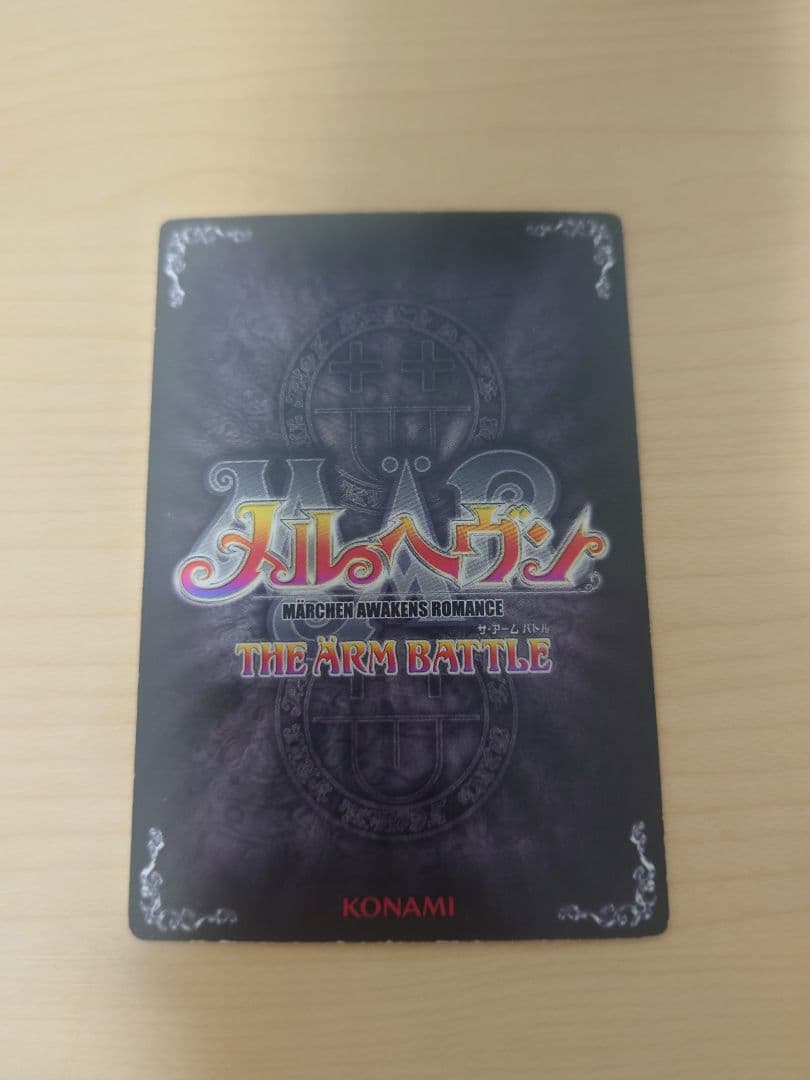 MÄR
メルヘヴン
MÄRCHEN AWAKENS ROMANCE
ザ・アーム バトル
THE ÄRM BATTLE
KONAMI